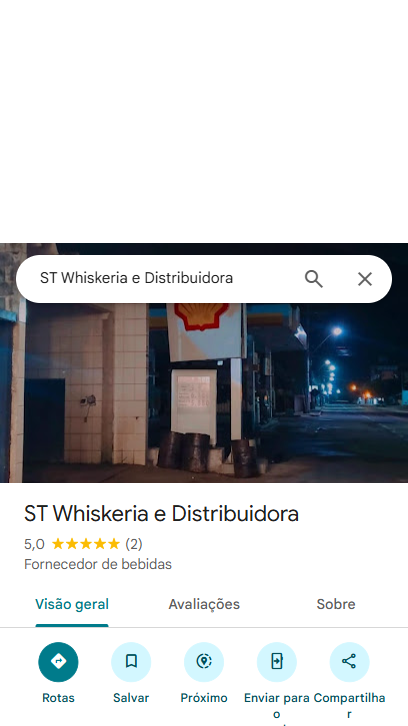 ST Whiskeria e Distribuidora
ST Whiskeria e Distribuidora
5,0 (2)
Fornecedor de bebidas
Visão geral Avaliações Sobre
Rotas Salvar Próximo Enviar para Compartilha
o r